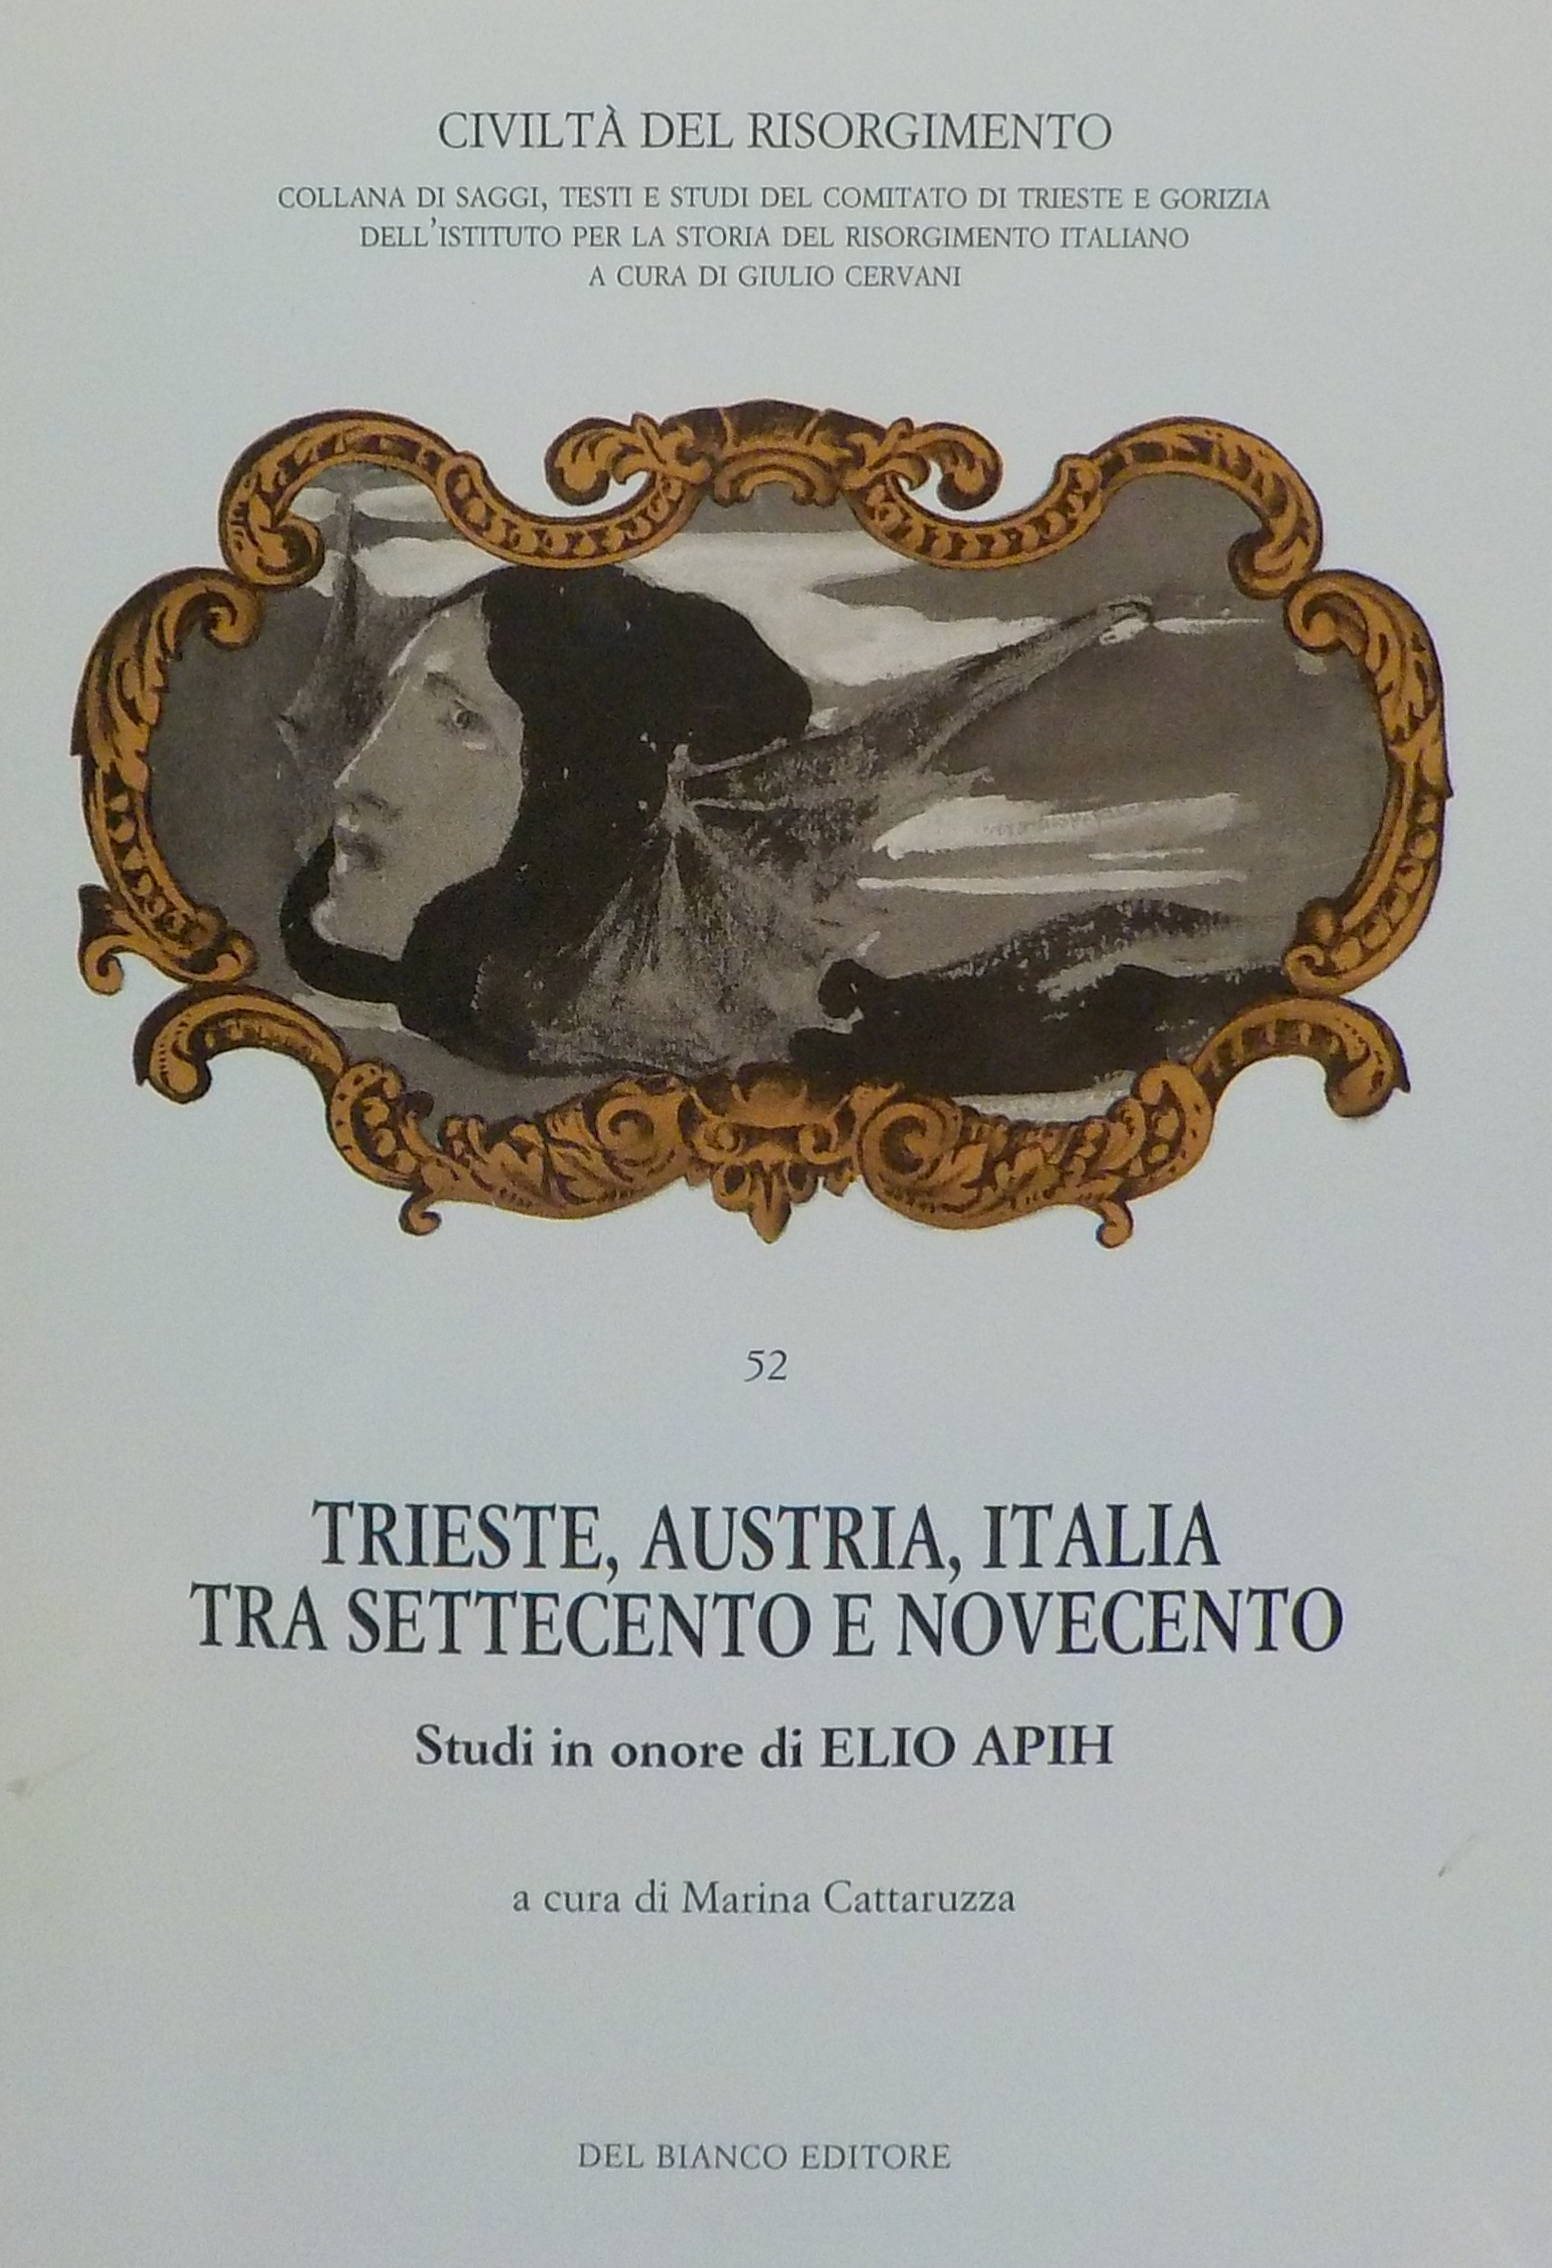 CIVILTÀ DEL RISORGIMENTO
COLLANA DI SAGGI, TESTI E STUDI DEL COMITATO DI TRIESTE E GORIZIA
DELL'ISTITUTO PER LA STORIA DEL RISORGIMENTO ITALIANO
A CURA DI GIULIO CERVANI
52
TRIESTE, AUSTRIA, ITALIA
TRA SETTECENTO E NOVECENTO
Studi in onore di ELIO APIH
a cura di Marina Cattaruzza
DEL BIANCO EDITORE